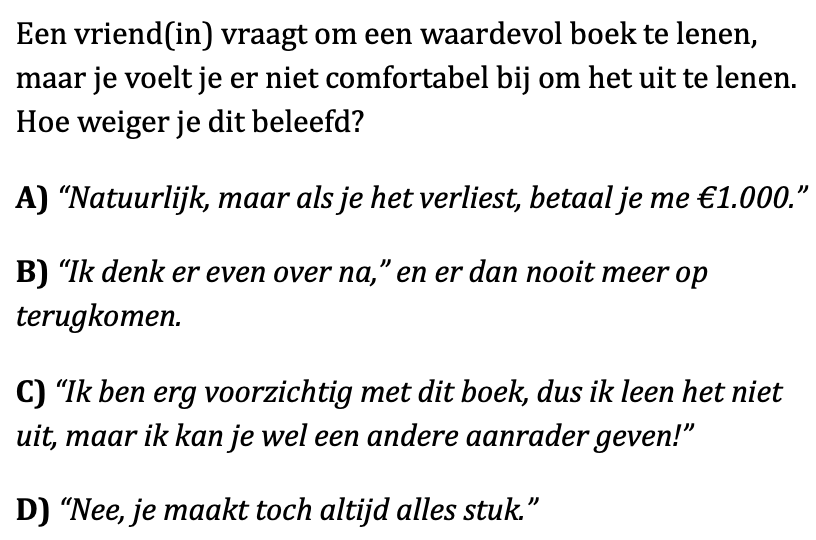 Een vriend(in) vraagt om een waardevol boek te lenen,
maar je voelt je er niet comfortabel bij om het uit te lenen.
Hoe weiger je dit beleefd?
A) “Natuurlijk, maar als je het verliest, betaal je me €1.000.”
B) “Ik denk er even over na,” en er dan nooit meer op
terugkomen.
C) “Ik ben erg voorzichtig met dit boek, dus ik leen het niet
uit, maar ik kan je wel een andere aanrader geven!”
D) “Nee, je maakt toch altijd alles stuk.”